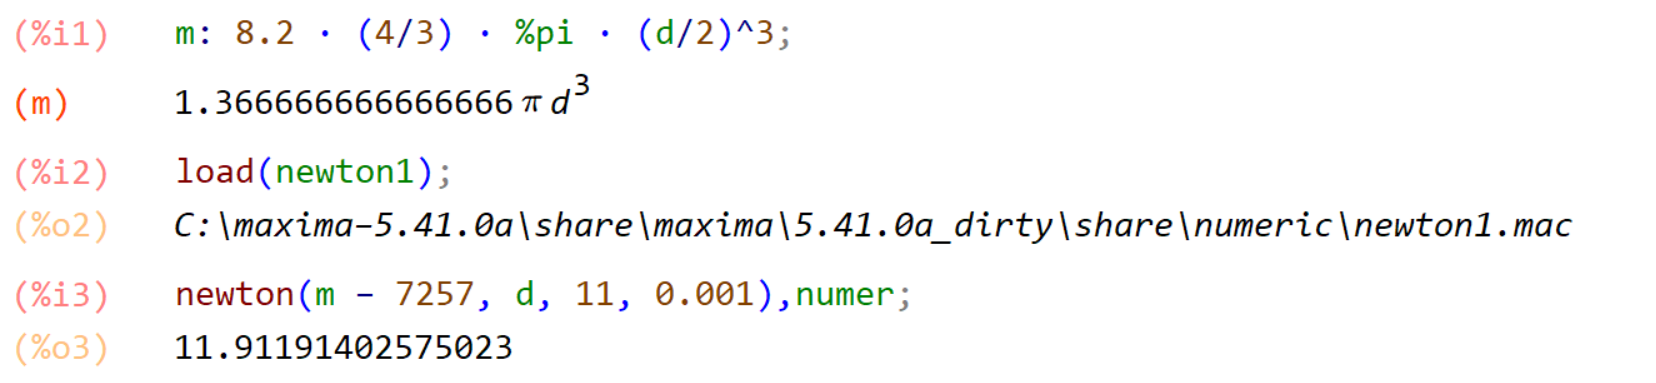 (%i1) m: 8.2 · (4/3) · %pi · (d/2)^3;
(m) 1.366666666666666 π d³
(%i2) load(newton1);
(%o2) C:\maxima-5.41.0a\share\maxima\5.41.0a_dirty\share\numeric\newton1.mac
(%i3) newton(m - 7257, d, 11, 0.001),numer;
(%o3) 11.91191402575023